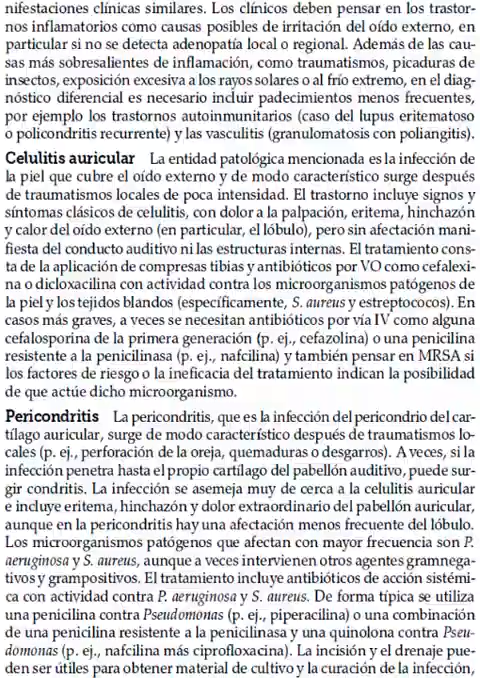 nifestaciones clínicas similares. Los clínicos deben pensar en los trastor-
nos inflamatorios como causas posibles de irritación del oído externo, en
particular si no se detecta adenopatía local o regional. Además de las cau-
sas más sobresalientes de inflamación, como traumatismos, picaduras de
insectos, exposición excesiva a los rayos solares o al frío extremo, en el diag-
nóstico diferencial es necesario incluir padecimientos menos frecuentes,
por ejemplo los trastornos autoinmunitarios (caso del lupus eritematoso
o policondritis recurrente) y las vasculitis (granulomatosis con poliangitis).
Celulitis auricular La entidad patológica mencionada es la infección de
la piel que cubre el oído externo y de modo característico surge después
de traumatismos locales de poca intensidad. El trastorno incluye signos y
síntomas clásicos de celulitis, con dolor a la palpación, eritema, hinchazón
y calor del oído externo (en particular, el lóbulo), pero sin afectación mani-
fiesta del conducto auditivo ni las estructuras internas. El tratamiento cons-
ta de la aplicación de compresas tibias y antibióticos por VO como cefalexi-
na o dicloxacilina con actividad contra los microorganismos patógenos de
la piel y los tejidos blandos (específicamente, S. aureus y estreptococos). En
casos más graves, a veces se necesitan antibióticos por vía IV como alguna
cefalosporina de la primera generación (p. ej., cefazolina) o una penicilina
resistente a la penicilinasa (p. ej., nafcilina) y también pensar en MRSA si
los factores de riesgo o la ineficacia del tratamiento indican la posibilidad
de que actúe dicho microorganismo.
Pericondritis La pericondritis, que es la infección del pericondrio del car-
tílago auricular, surge de modo característico después de traumatismos lo-
cales (p. ej., perforación de la oreja, quemaduras o desgarros). A veces, si la
infección penetra hasta el propio cartílago del pabellón auditivo, puede sur-
gir condritis. La infección se asemeja muy de cerca a la celulitis auricular
e incluye eritema, hinchazón y dolor extraordinario del pabellón auricular,
aunque en la pericondritis hay una afectación menos frecuente del lóbulo.
Los microorganismos patógenos que afectan con mayor frecuencia son P.
aeruginosa y S. aureus, aunque a veces intervienen otros agentes gramnega-
tivos y grampositivos. El tratamiento incluye antibióticos de acción sistémi-
ca con actividad contra P. aeruginosa y S. aureus. De forma típica se utiliza
una penicilina contra Pseudomonas (p. ej., piperacilina) o una combinación
de una penicilina resistente a la penicilinasa y una quinolona contra Pseu-
domonas (p. ej., nafcilina más ciprofloxacina). La incisión y el drenaje pue-
den ser útiles para obtener material de cultivo y la curación de la infección,